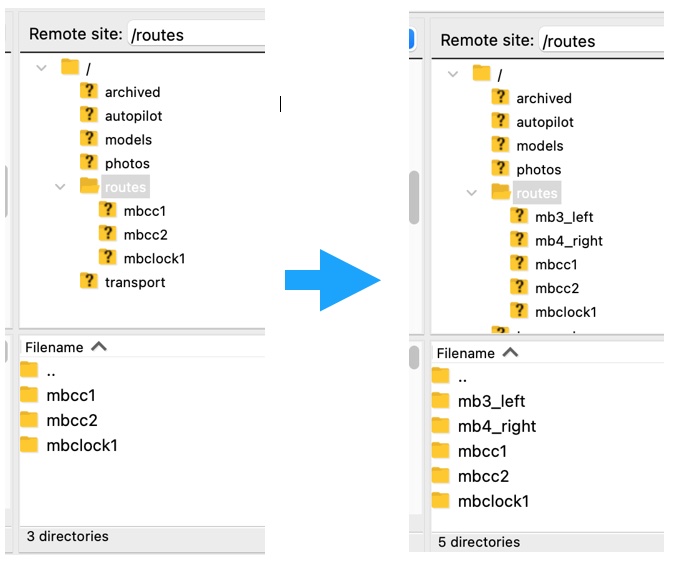 Remote site: /routes
/
archived
autopilot
models
photos
routes
mbcc1
mbcc2
mbclock1
transport
Filename
..
mbcc1
mbcc2
mbclock1
3 directories
Remote site: /routes
/
archived
autopilot
models
photos
routes
mb3_left
mb4_right
mbcc1
mbcc2
mbclock1
Filename
..
mb3_left
mb4_right
mbcc1
mbcc2
mbclock1
5 directories